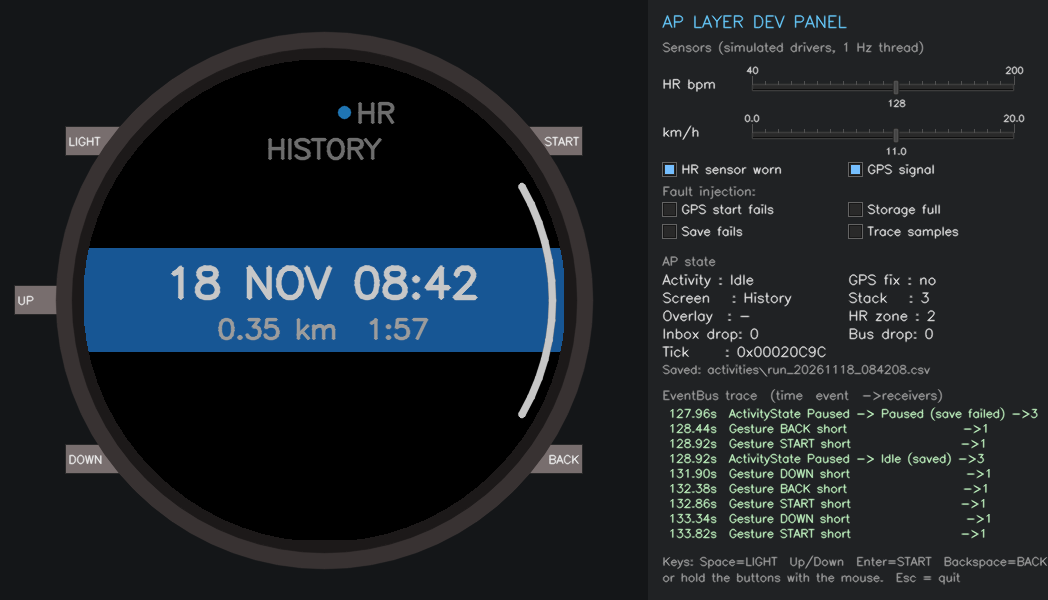 HR
HISTORY
LIGHT
START
18 NOV 08:42
0.35 km 1:57
UP
DOWN
BACK
AP LAYER DEV PANEL
Sensors (simulated drivers, 1 Hz thread)
40 200
HR bpm
128
0.0 20.0
km/h
11.0
HR sensor worn GPS signal
Fault injection:
GPS start fails Storage full
Save fails Trace samples
AP state
Activity : Idle GPS fix : no
Screen : History Stack : 3
Overlay : – HR zone : 2
Inbox drop: 0 Bus drop: 0
Tick : 0x00020C9C
Saved: activities\run_20261118_084208.csv
EventBus trace (time event –>receivers)
127.96s ActivityState Paused –> Paused (save failed) –>3
128.44s Gesture BACK short –>1
128.92s Gesture START short –>1
128.92s ActivityState Paused –> Idle (saved) –>3
131.90s Gesture DOWN short –>1
132.38s Gesture BACK short –>1
132.86s Gesture START short –>1
133.34s Gesture DOWN short –>1
133.82s Gesture START short –>1
Keys: Space=LIGHT Up/Down Enter=START Backspace=BACK
or hold the buttons with the mouse. Esc = quit